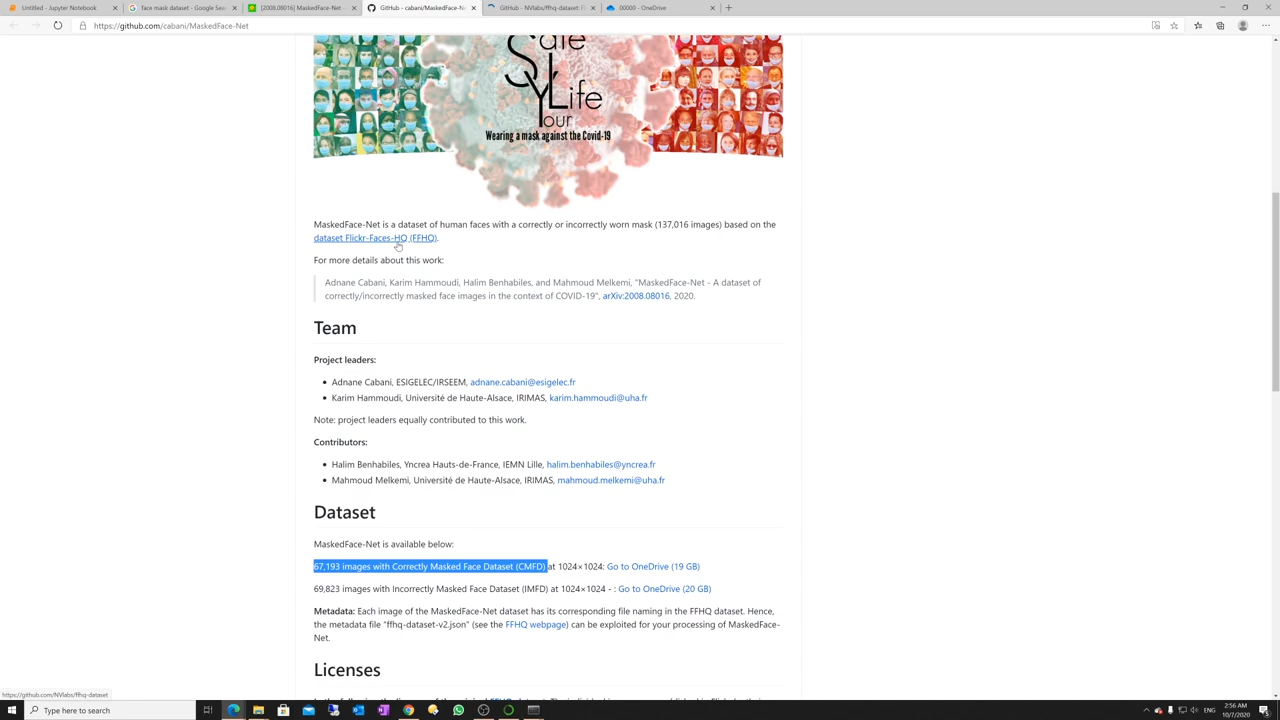 Untitled - Jupyter Notebook
face mask dataset - Google Sea
[2008.08016] MaskedFace-Net -
GitHub - cabani/MaskedFace-Net
GitHub - NVlabs/ffhq-dataset: F
00000 - OneDrive
https://github.com/cabani/MaskedFace-Net
Safe
Life
Your
Wearing a mask against the Covid-19
MaskedFace-Net is a dataset of human faces with a correctly or incorrectly worn mask (137,016 images) based on the
dataset Flickr-Faces-HQ (FFHQ).
For more details about this work:
Adnane Cabani, Karim Hammoudi, Halim Benhabiles, and Mahmoud Melkemi, "MaskedFace-Net - A dataset of
correctly/incorrectly masked face images in the context of COVID-19", arXiv:2008.08016, 2020.
Team
Project leaders:
• Adnane Cabani, ESIGELEC/IRSEEM, adnane.cabani@esigelec.fr
• Karim Hammoudi, Université de Haute-Alsace, IRIMAS, karim.hammoudi@uha.fr
Note: project leaders equally contributed to this work.
Contributors:
• Halim Benhabiles, Yncrea Hauts-de-France, IEMN Lille, halim.benhabiles@yncrea.fr
• Mahmoud Melkemi, Université de Haute-Alsace, IRIMAS, mahmoud.melkemi@uha.fr
Dataset
MaskedFace-Net is available below:
67,193 images with Correctly Masked Face Dataset (CMFD) at 1024×1024: Go to OneDrive (19 GB)
69,823 images with Incorrectly Masked Face Dataset (IMFD) at 1024×1024 - : Go to OneDrive (20 GB)
Metadata: Each image of the MaskedFace-Net dataset has its corresponding file naming in the FFHQ dataset. Hence,
the metadata file "ffhq-dataset-v2.json" (see the FFHQ webpage) can be exploited for your processing of MaskedFace-
Net.
Licenses
https://github.com/NVlabs/ffhq-dataset
Type here to search
ENG
2:56 AM
10/7/2020